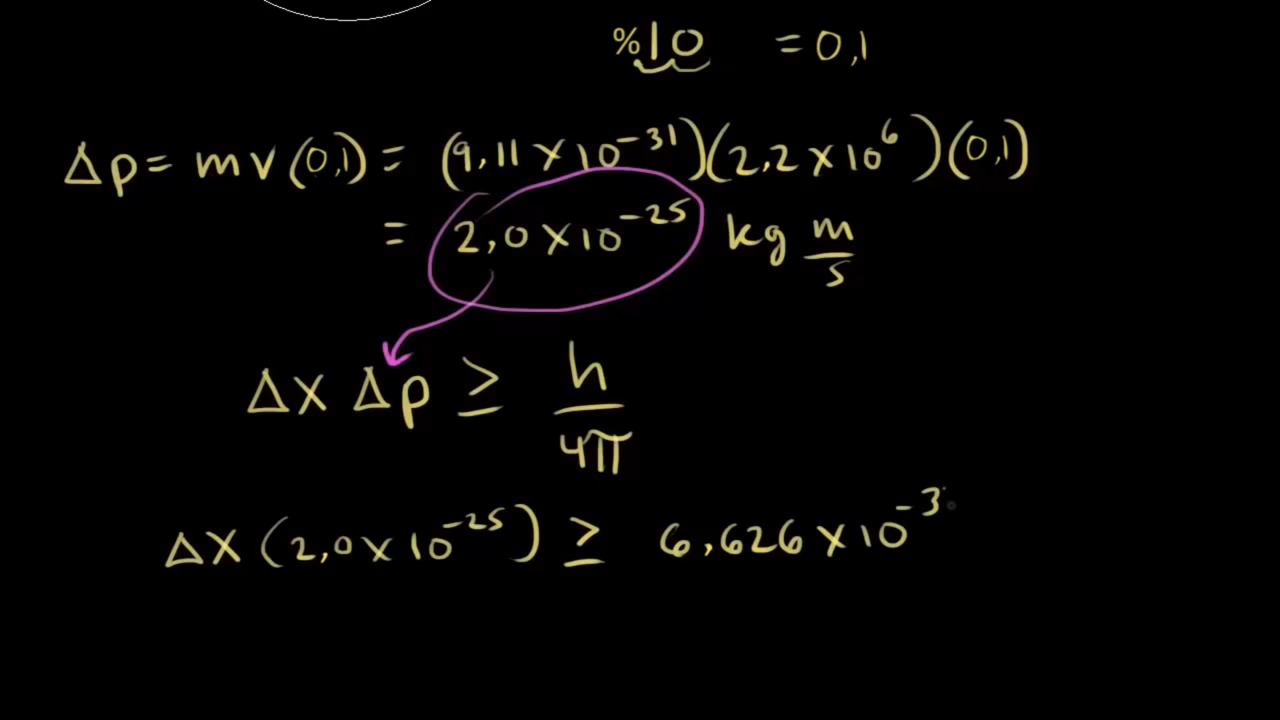 %10 = 0,1
Δp = mv(0,1) = (9,11 × 10⁻³¹)(2,2 × 10⁶)(0,1)
= 2,0 × 10⁻²⁵ kg m/s
Δx Δp ≥ h/4π
Δx (2,0 × 10⁻²⁵) ≥ 6,626 × 10⁻³